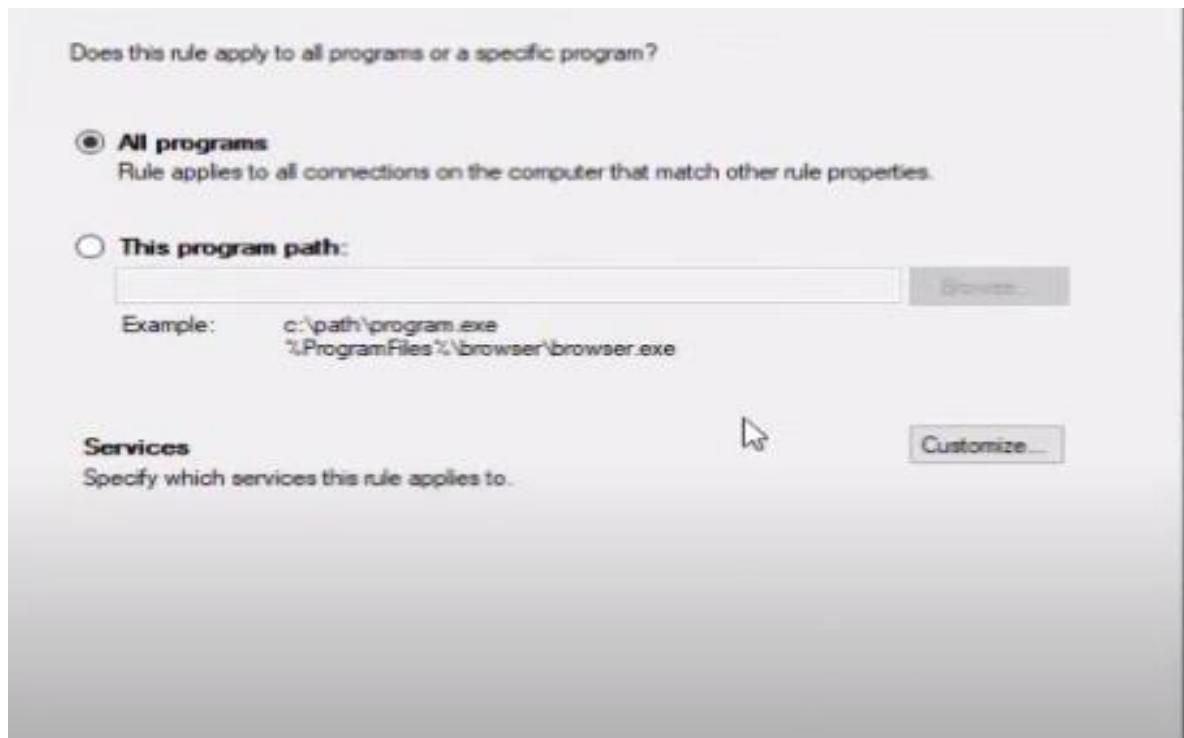 Does this rule apply to all programs or a specific program?
All programs
Rule applies to all connections on the computer that match other rule properties.
This program path:
Browse...
Example: c:\path\program.exe
%ProgramFiles%\browser\browser.exe
Services
Customize...
Specify which services this rule applies to.